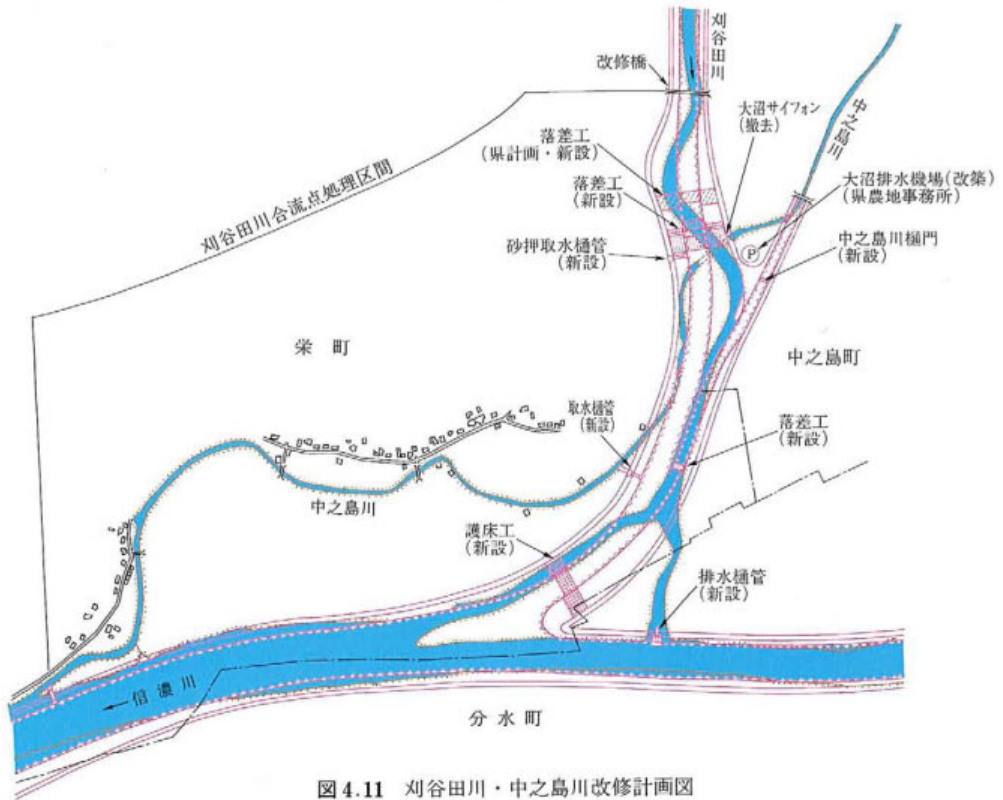 刈谷田川
改修橋
大沼サイフォン
(撤去)
中之島川
落差工
(県計画・新設)
落差工
(新設)
大沼排水機場(改築)
(県農地事務所)
刈谷田川合流点処理区間
砂押取水樋管
(新設)
P
中之島川樋門
(新設)
栄町
中之島町
取水樋管
(新設)
落差工
(新設)
中之島川
護床工
(新設)
排水樋管
(新設)
信濃川
分水町
図4.11 刈谷田川・中之島川改修計画図